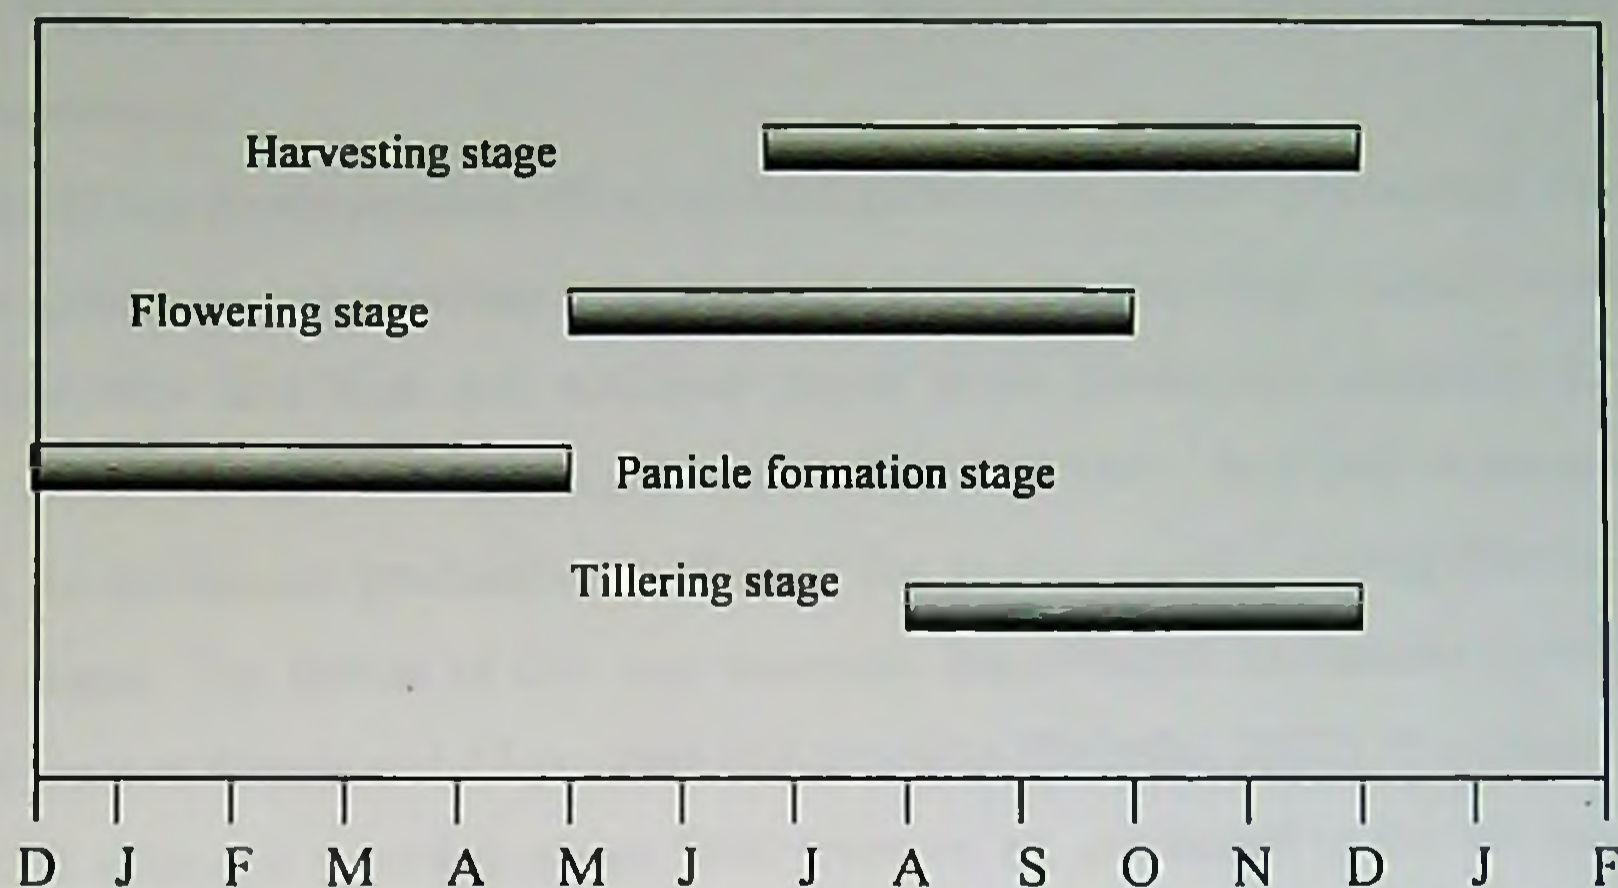 Harvesting stage
Flowering stage
Panicle formation stage
Tillering stage
D J F M A M J J A S O N D J F